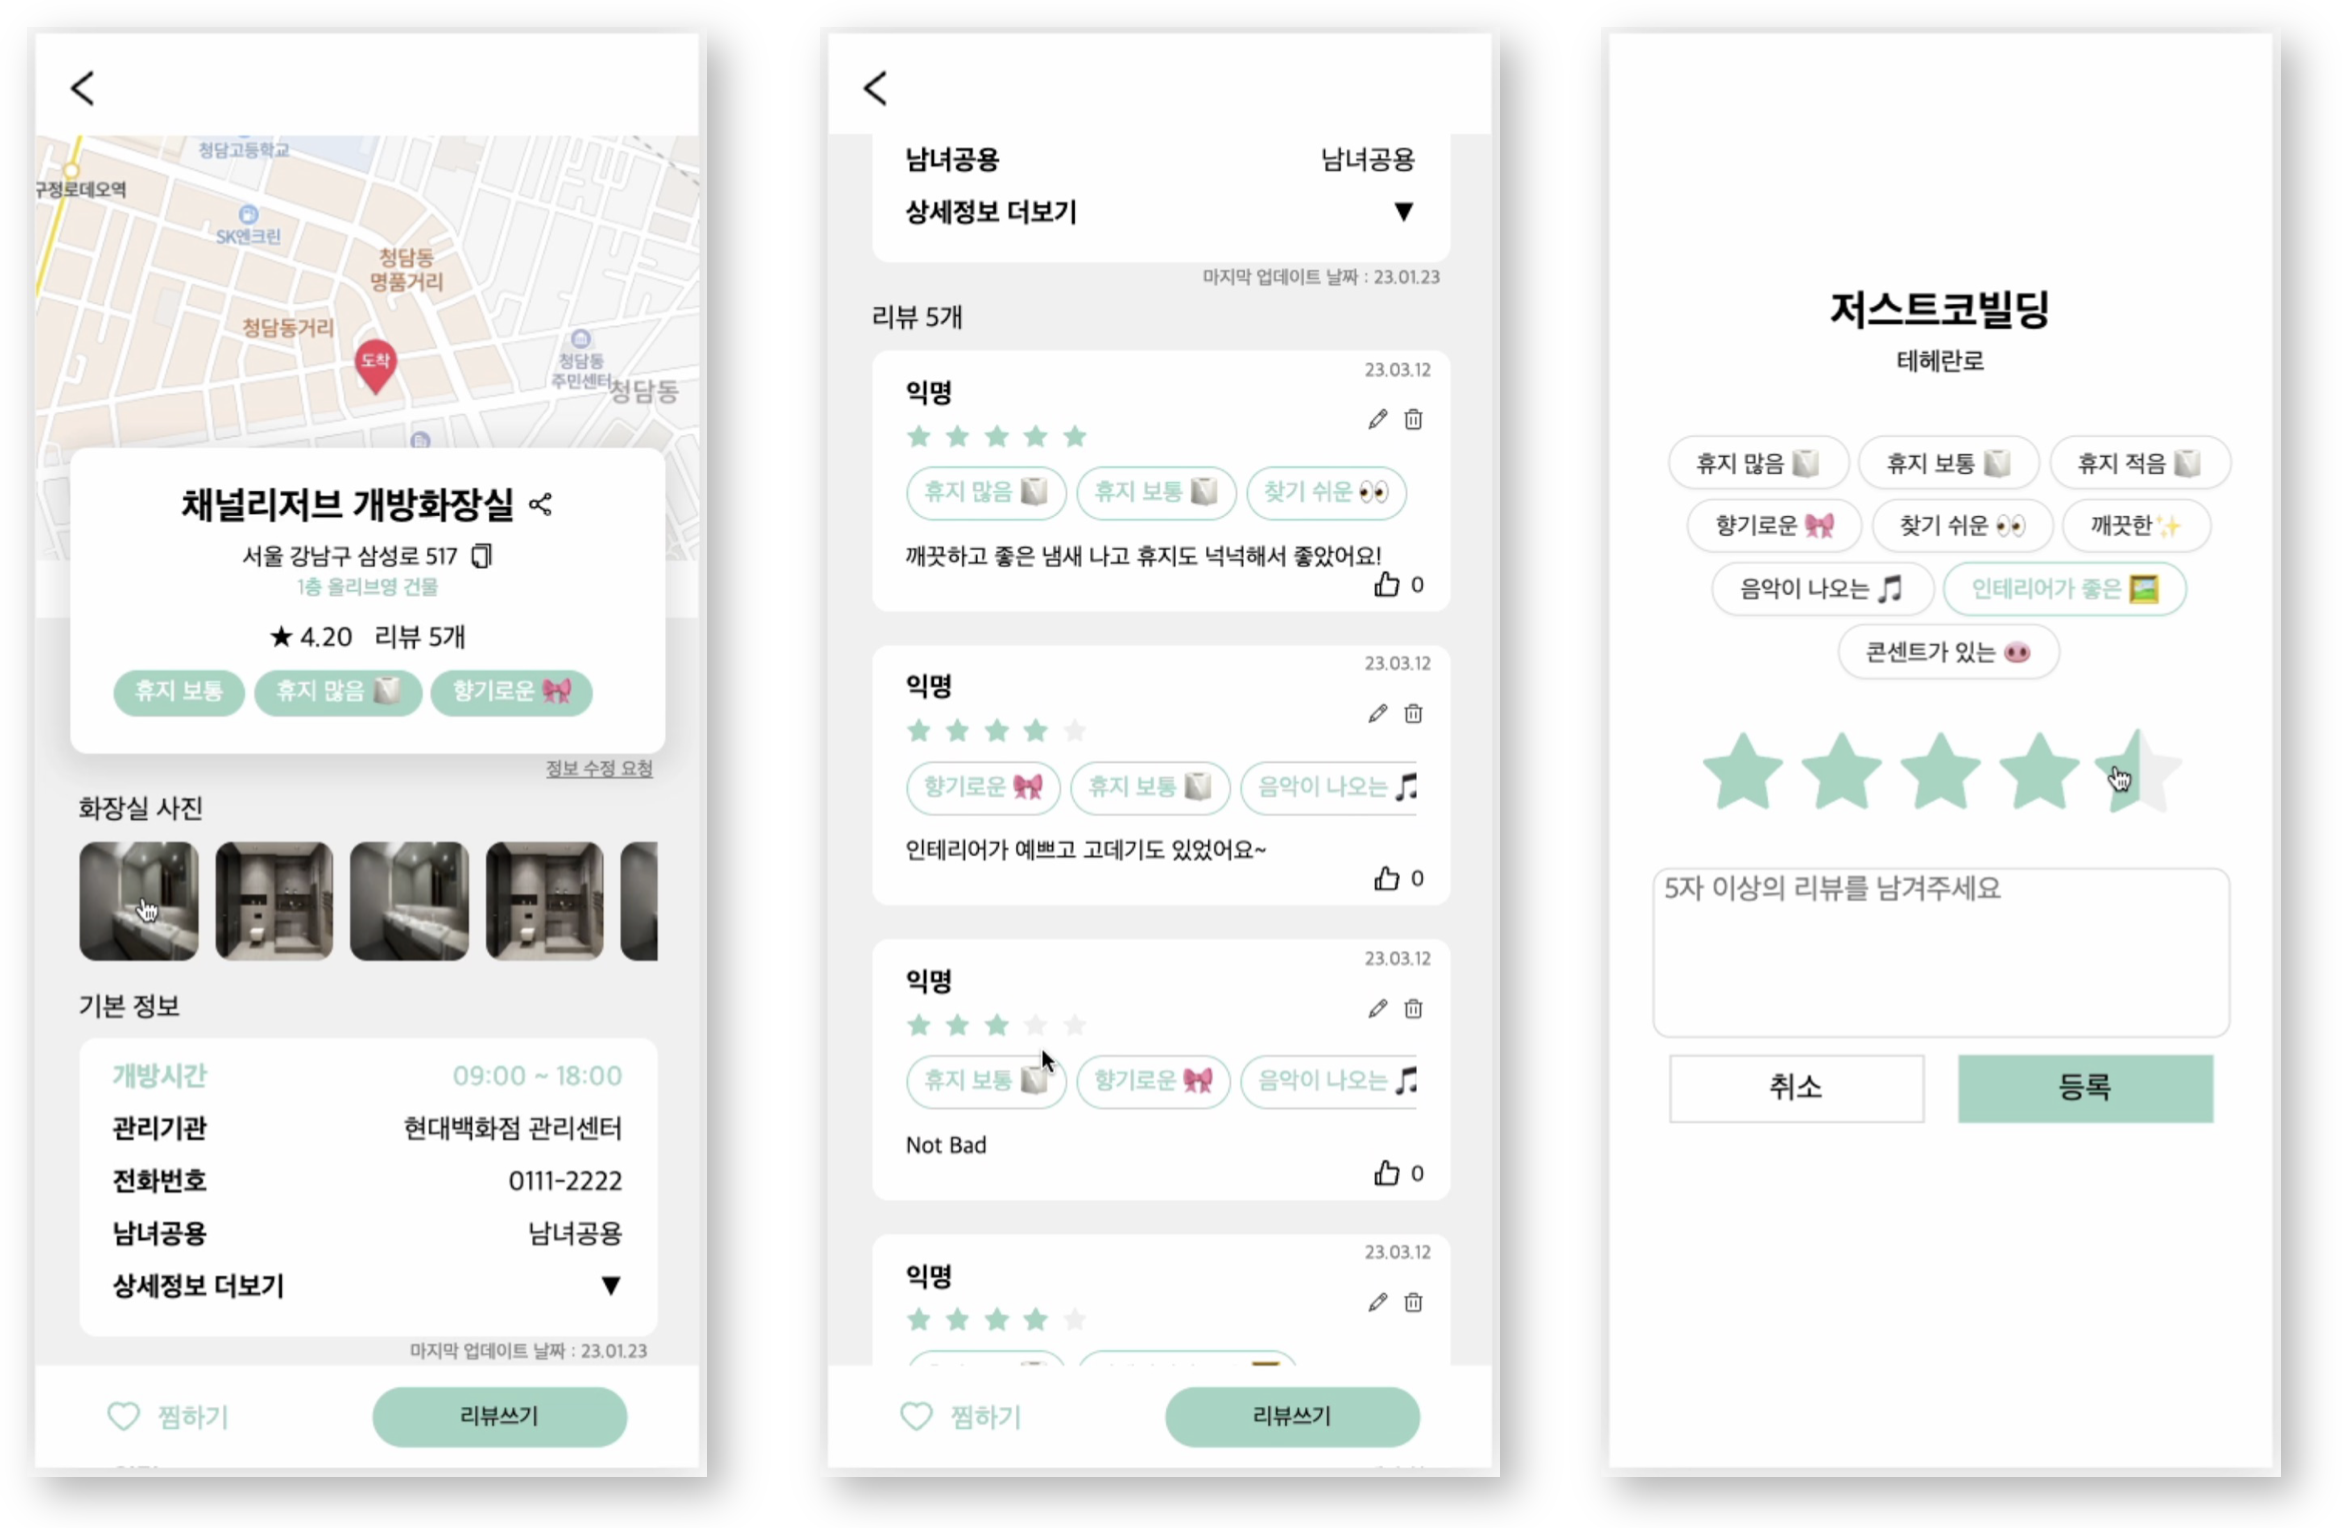 청담고등학교
구정로데오역
SK엔크린
청담동
명품거리
청담동거리
도착
청담동
주민센터
청담동
채널리저브 개방화장실
서울 강남구 삼성로 517
1층 올리브영 건물
★ 4.20 리뷰 5개
휴지 보통 휴지 많음 향기로운
정보 수정 요청
화장실 사진
기본 정보
개방시간 09:00 ~ 18:00
관리기관 현대백화점 관리센터
전화번호 0111-2222
남녀공용 남녀공용
상세정보 더보기 ▼
마지막 업데이트 날짜 : 23.01.23
찜하기 리뷰쓰기
남녀공용 남녀공용
상세정보 더보기 ▼
마지막 업데이트 날짜 : 23.01.23
리뷰 5개
23.03.12
익명
휴지 많음 휴지 보통 찾기 쉬운
깨끗하고 좋은 냄새 나고 휴지도 넉넉해서 좋았어요!
0
23.03.12
익명
향기로운 휴지 보통 음악이 나오는
인테리어가 예쁘고 고데기도 있었어요~
0
23.03.12
익명
휴지 보통 향기로운 음악이 나오는
Not Bad
0
23.03.12
익명
찜하기 리뷰쓰기
저스트코빌딩
테헤란로
휴지 많음 휴지 보통 휴지 적음
향기로운 찾기 쉬운 깨끗한
음악이 나오는 인테리어가 좋은
콘센트가 있는
5자 이상의 리뷰를 남겨주세요
취소 등록